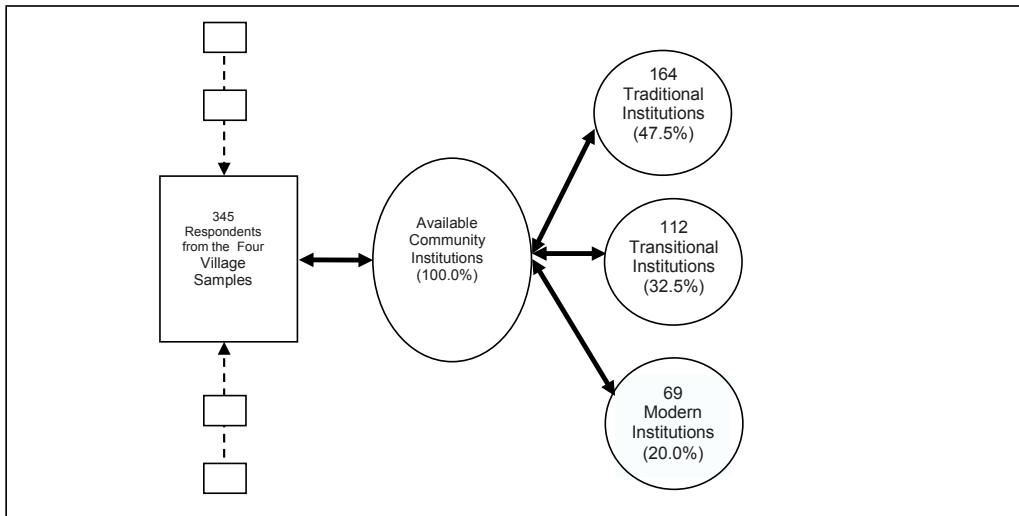 345
Respondents
from the Four
Village
Samples
Available
Community
Institutions
(100.0%)
164
Traditional
Institutions
(47.5%)
112
Transitional
Institutions
(32.5%)
69
Modern
Institutions
(20.0%)